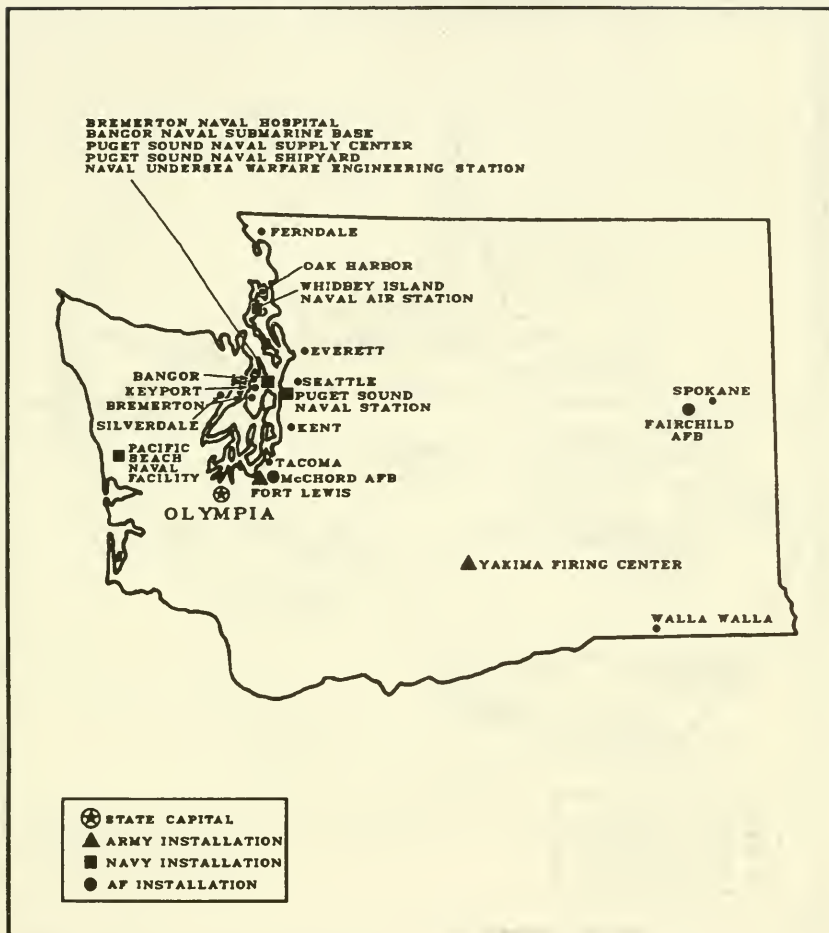 BREMERTON NAVAL HOSPITAL
BANGOR NAVAL SUBMARINE BASE
PUGET SOUND NAVAL SUPPLY CENTER
PUGET SOUND NAVAL SHIPYARD
NAVAL UNDERSEA WARFARE ENGINEERING STATION
FERNDALE
OAK HARBOR
WHIDBEY ISLAND
NAVAL AIR STATION
EVERETT
BANGOR
KEYPORT
BREMERTON
SILVERDALE
SEATTLE
PUGET SOUND
NAVAL STATION
KENT
SPOKANE
FAIRCHILD
AFB
PACIFIC
BEACH
NAVAL
FACILITY
TACOMA
McCHORD AFB
FORT LEWIS
OLYMPIA
YAKIMA FIRING CENTER
WALLA WALLA
STATE CAPITAL
ARMY INSTALLATION
NAVY INSTALLATION
AF INSTALLATION